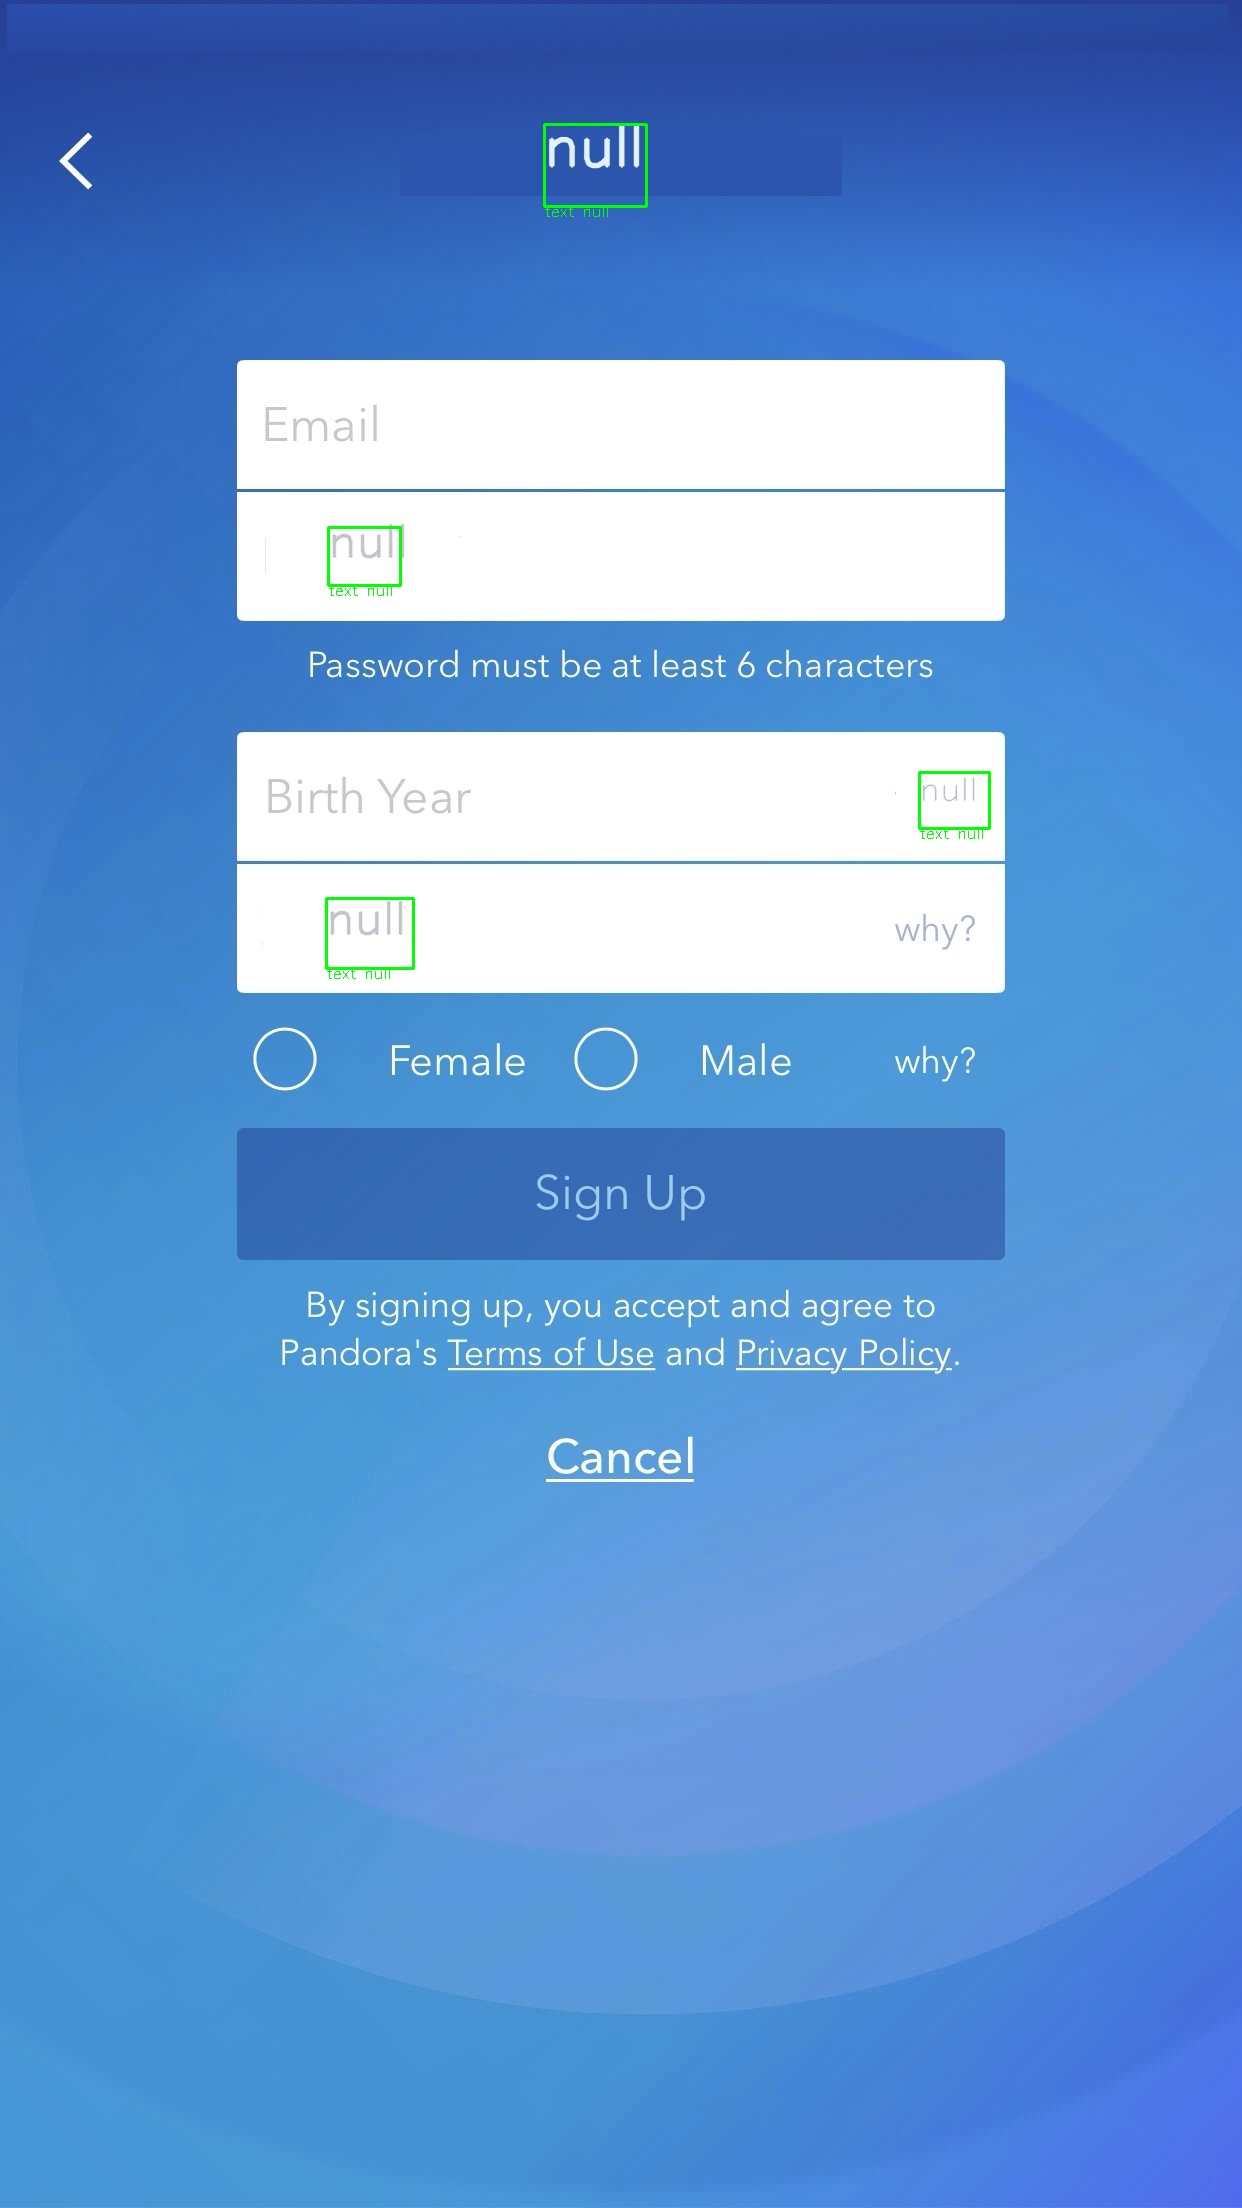 null
text null
Email
null
text null
Password must be at least 6 characters
Birth Year null
text null
null why?
text null
Female Male why?
Sign Up
By signing up, you accept and agree to
Pandora's Terms of Use and Privacy Policy.
Cancel